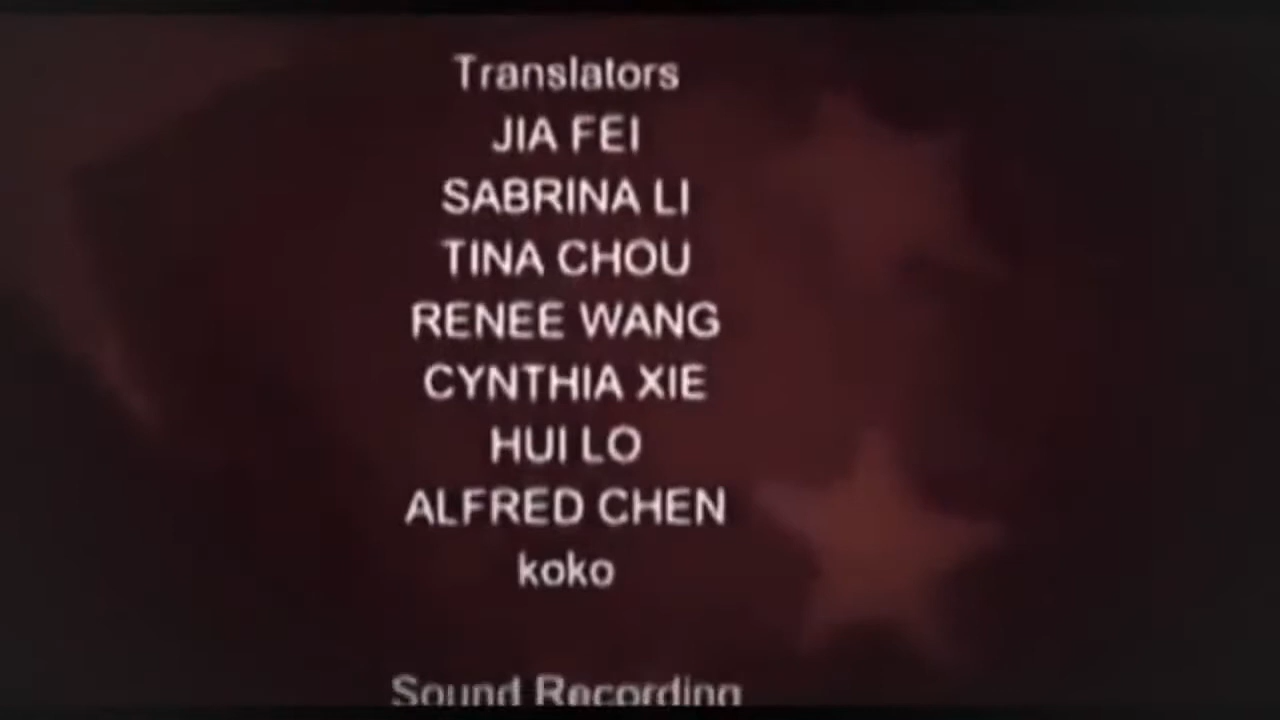 Translators
JIA FEI
SABRINA LI
TINA CHOU
RENEE WANG
CYNTHIA XIE
HUI LO
ALFRED CHEN
koko
Sound Recording